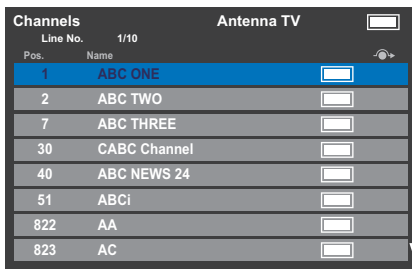 Channels Antenna TV
Line No. 1/10
Pos. Name
1 ABC ONE
2 ABC TWO
7 ABC THREE
30 CABC Channel
40 ABC NEWS 24
51 ABCi
822 AA
823 AC